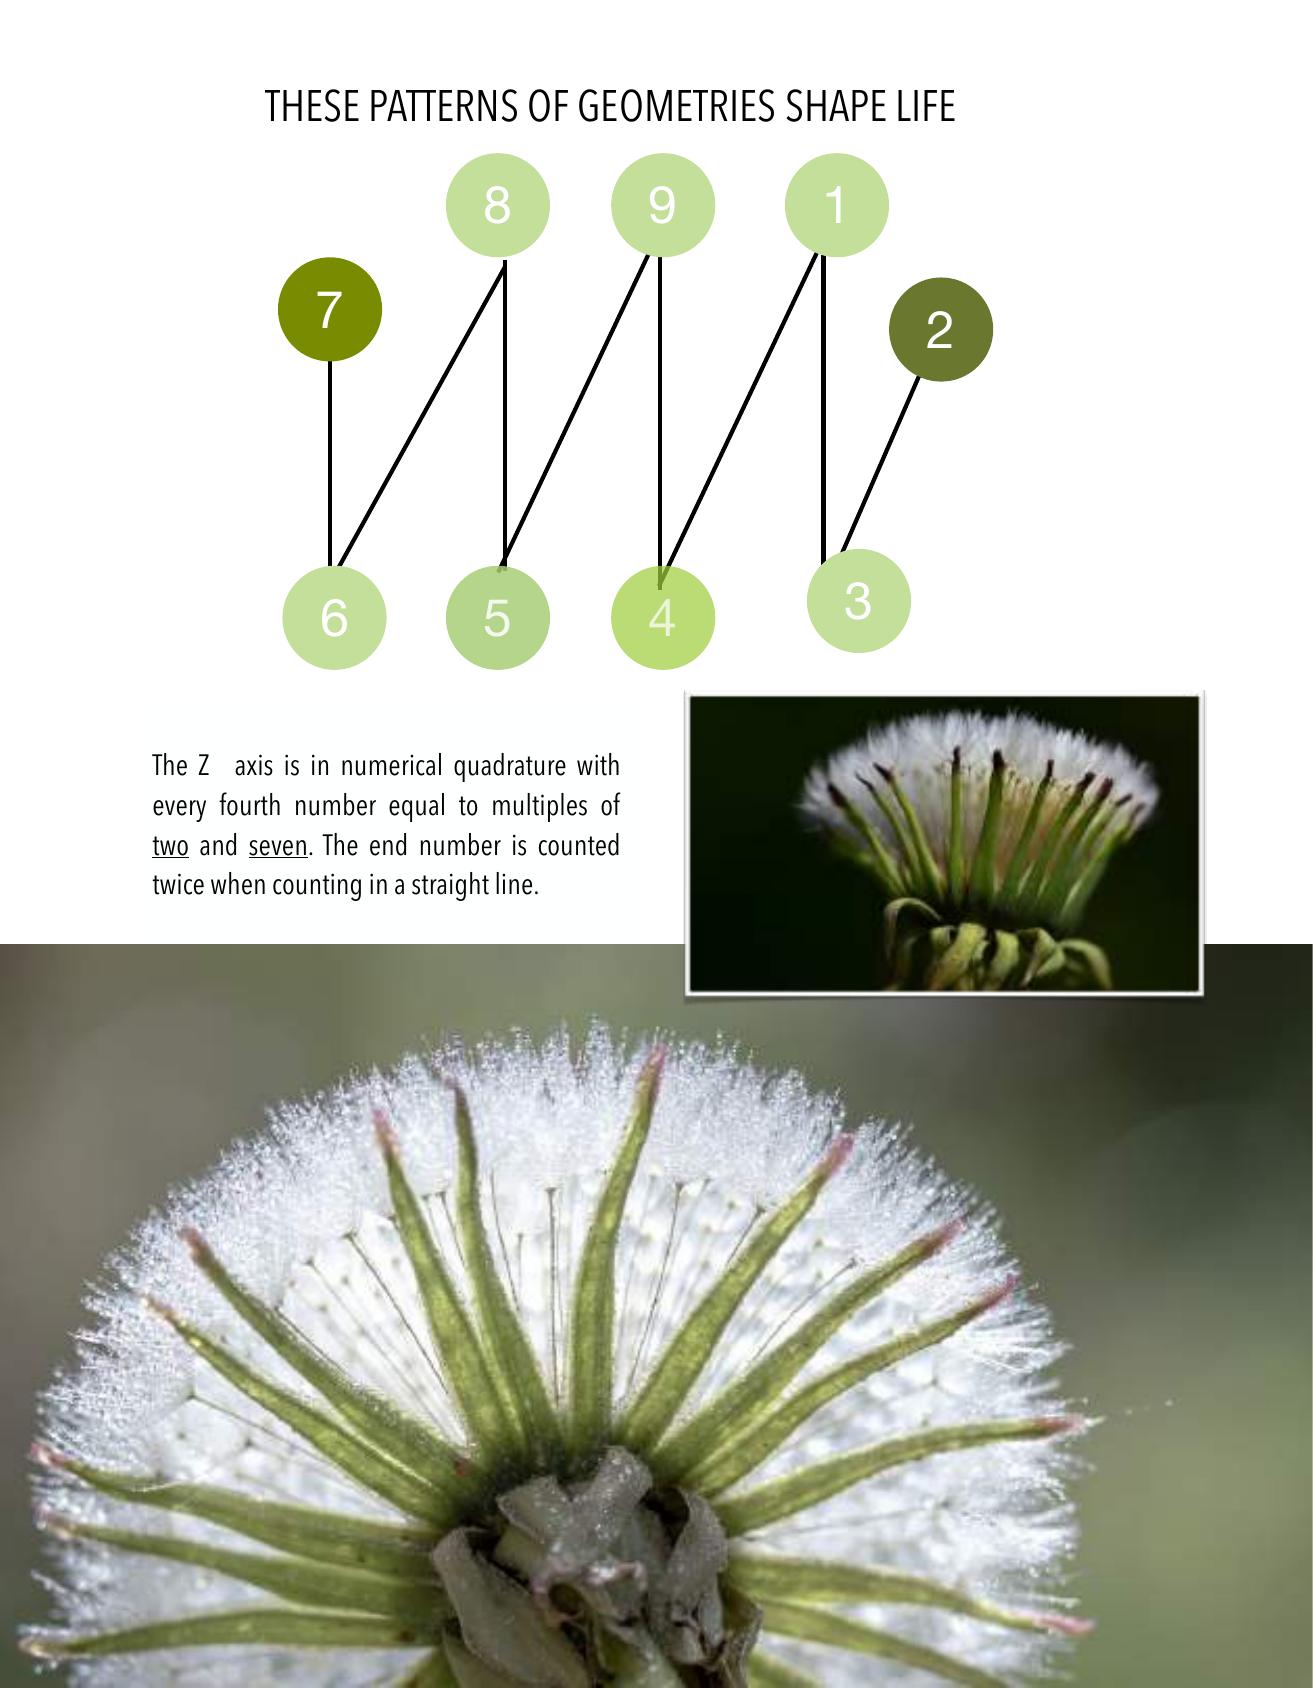 THESE PATTERNS OF GEOMETRIES SHAPE LIFE
8 9 1
7
2
6 5 4 3
The Z axis is in numerical quadrature with
every fourth number equal to multiples of
two and seven. The end number is counted
twice when counting in a straight line.